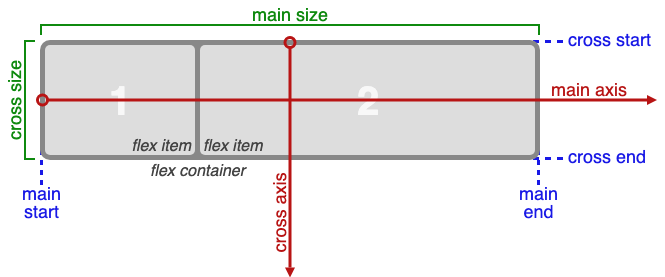 main size
cross start
cross size
1
2
main axis
flex item
flex item
cross end
flex container
cross axis
main
start
main
end